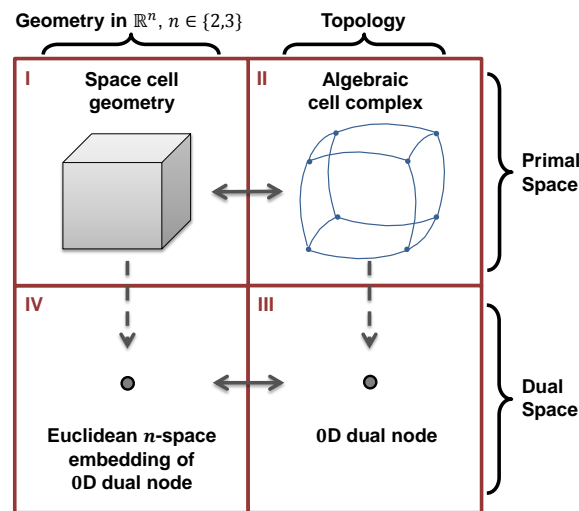 Geometry in ℝⁿ, n ∈ {2,3}
Topology
I
Space cell
geometry
II
Algebraic
cell complex
Primal
Space
IV
Euclidean n-space
embedding of
0D dual node
III
0D dual node
Dual
Space